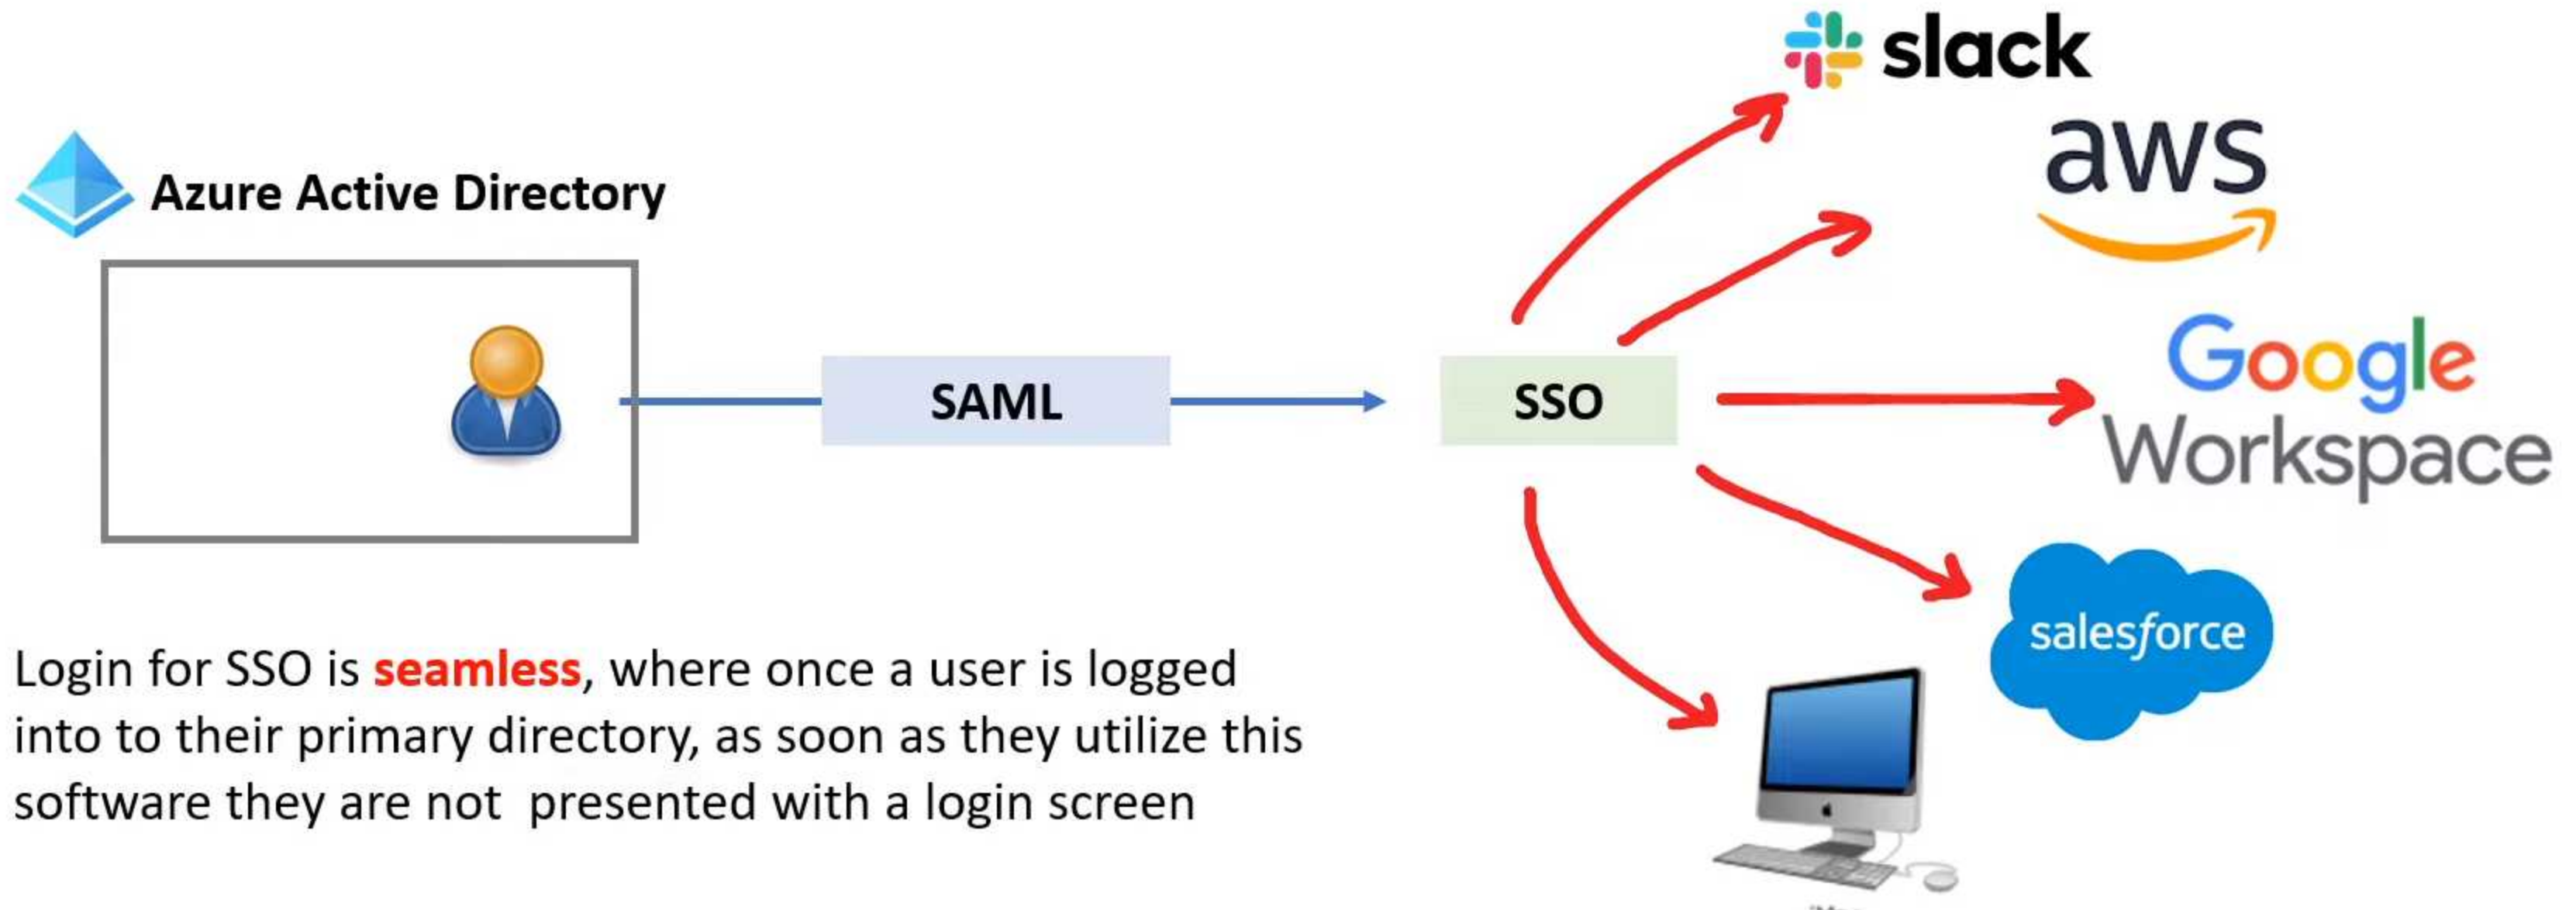 slack
aws
Azure Active Directory
Google
Workspace
SAML
SSO
salesforce
Login for SSO is seamless, where once a user is logged
into to their primary directory, as soon as they utilize this
software they are not presented with a login screen